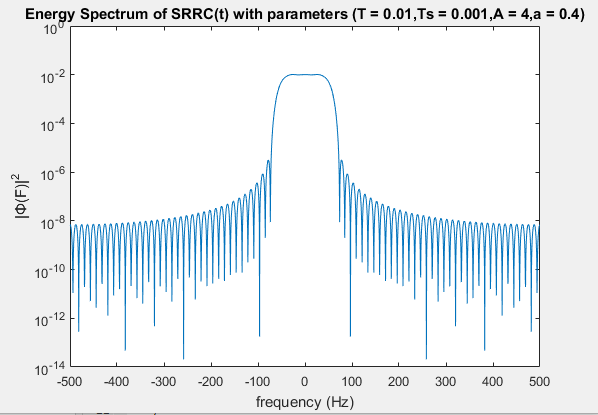 Energy Spectrum of SRRC(t) with parameters (T = 0.01,Ts = 0.001,A = 4,a = 0.4)
10^0
10^-2
10^-4
10^-6
10^-8
10^-10
10^-12
10^-14
|Φ(F)|^2
-500 -400 -300 -200 -100 0 100 200 300 400 500
frequency (Hz)